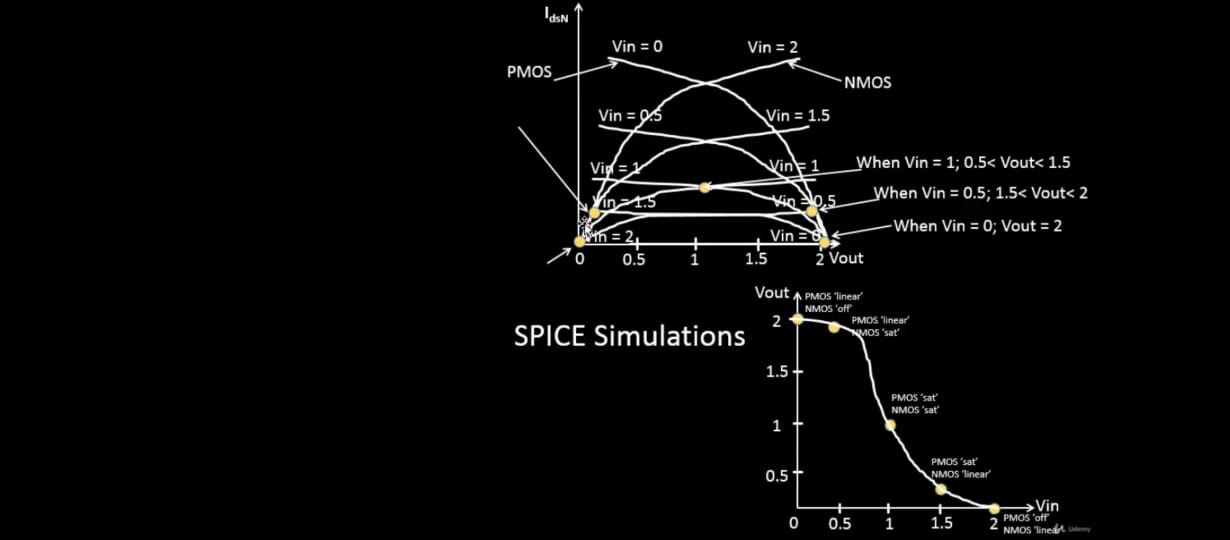 IdsN
Vin = 0
Vin = 2
PMOS
NMOS
Vin = 0.5
Vin = 1.5
Vin = 1
Vin = 1
When Vin = 1; 0.5< Vout< 1.5
Vin = 1.5
Vin = 0.5
When Vin = 0.5; 1.5< Vout< 2
When Vin = 0; Vout = 2
Vin = 2
Vin = 0
0 0.5 1 1.5 2 Vout
SPICE Simulations
Vout
PMOS 'linear'
NMOS 'off'
2
PMOS 'linear'
NMOS 'sat'
1.5
PMOS 'sat'
NMOS 'sat'
1
PMOS 'sat'
NMOS 'linear'
0.5
Vin
0 0.5 1 1.5 2
PMOS 'off'
NMOS 'linear'
Udemy